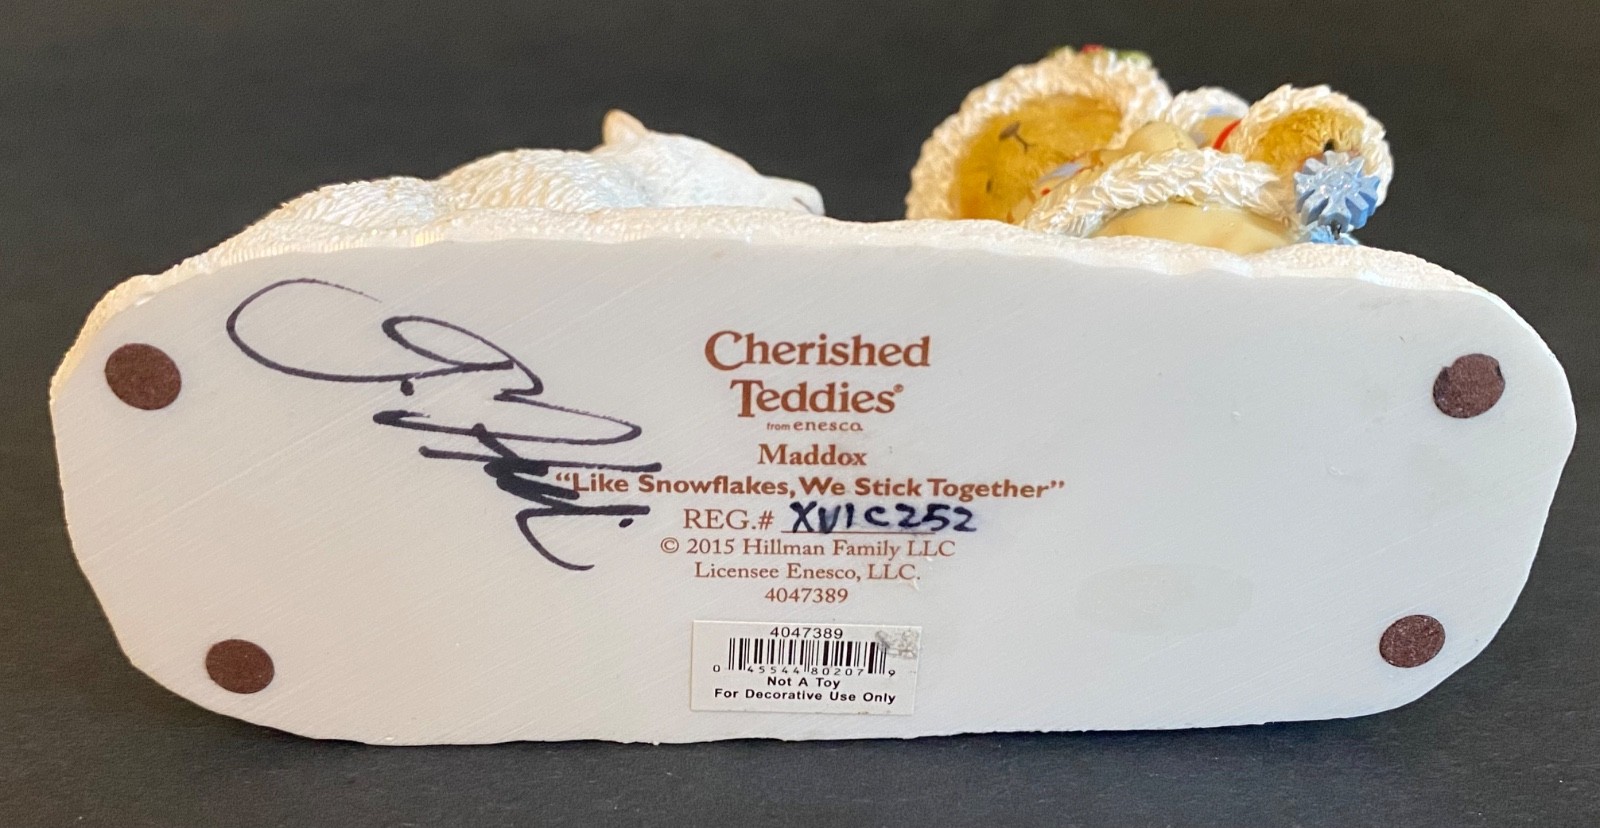 Cherished
Teddies®
from enesco.
Maddox
“Like Snowflakes, We Stick Together”
REG.# XVIC252
© 2015 Hillman Family LLC
Licensee Enesco, LLC.
4047389
4047389
0 45544 80207 9
Not A Toy
For Decorative Use Only